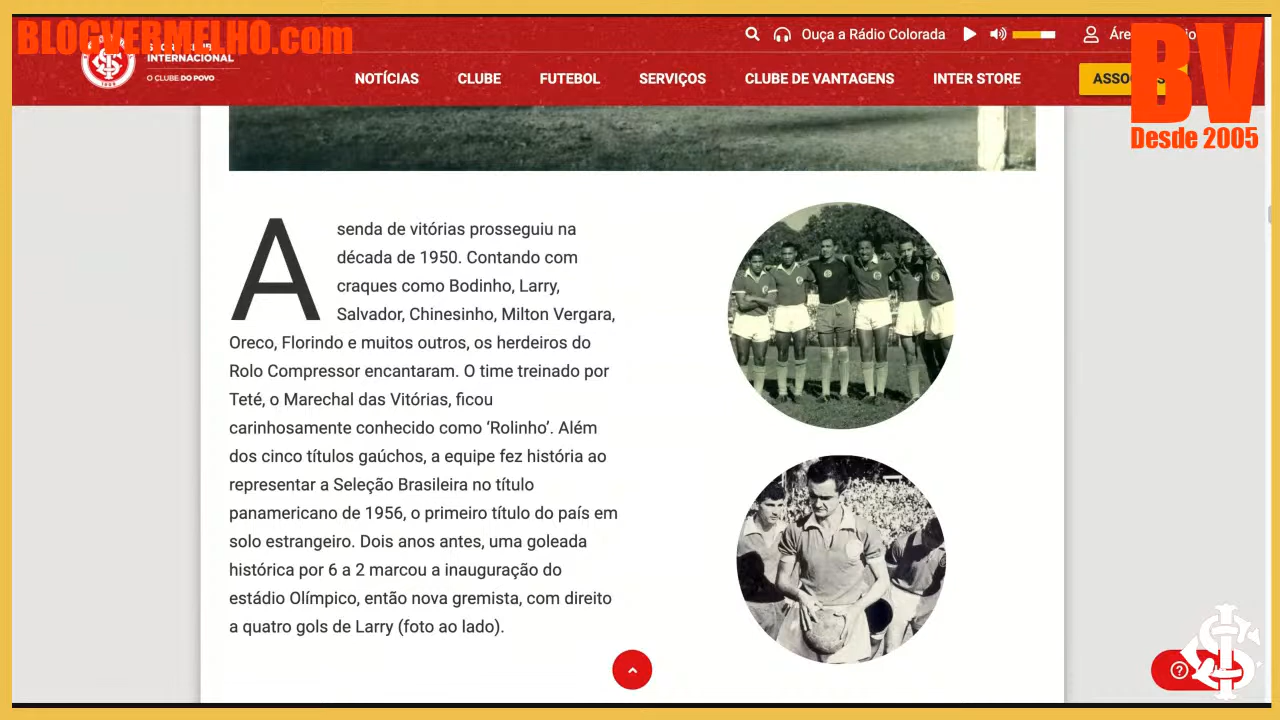 BLOGVERMELHO.com
INTERNACIONAL
O CLUBE DO POVO
Ouça a Rádio Colorada
BV
Desde 2005
NOTÍCIAS CLUBE FUTEBOL SERVIÇOS CLUBE DE VANTAGENS INTER STORE
A senda de vitórias prosseguiu na
década de 1950. Contando com
craques como Bodinho, Larry,
Salvador, Chinesinho, Milton Vergara,
Oreco, Florindo e muitos outros, os herdeiros do
Rolo Compressor encantaram. O time treinado por
Teté, o Marechal das Vitórias, ficou
carinhosamente conhecido como ‘Rolinho’. Além
dos cinco títulos gaúchos, a equipe fez história ao
representar a Seleção Brasileira no título
panamericano de 1956, o primeiro título do país em
solo estrangeiro. Dois anos antes, uma goleada
histórica por 6 a 2 marcou a inauguração do
estádio Olímpico, então nova gremista, com direito
a quatro gols de Larry (foto ao lado).